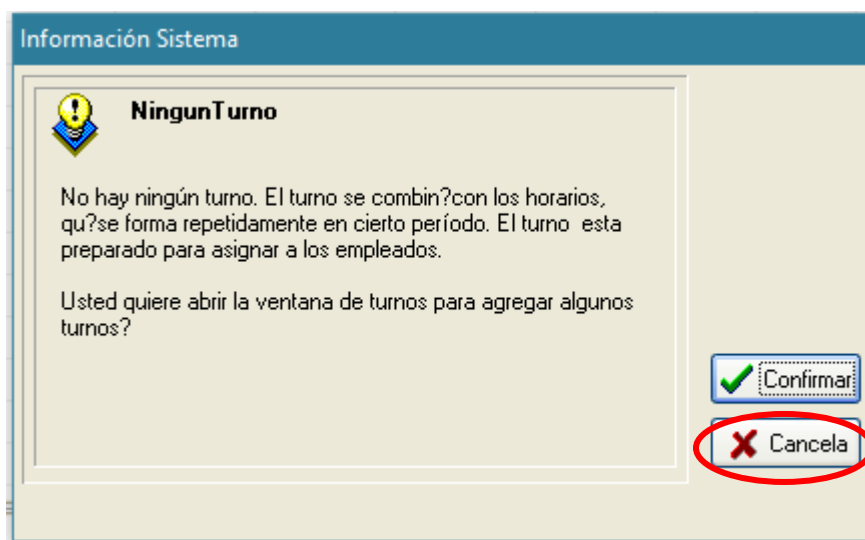 Información Sistema
NingunTurno
No hay ningún turno. El turno se combin?con los horarios,
qu?se forma repetidamente en cierto período. El turno  esta
preparado para asignar a los empleados.
Usted quiere abrir la ventana de turnos para agregar algunos
turnos?
Confirmar
Cancela